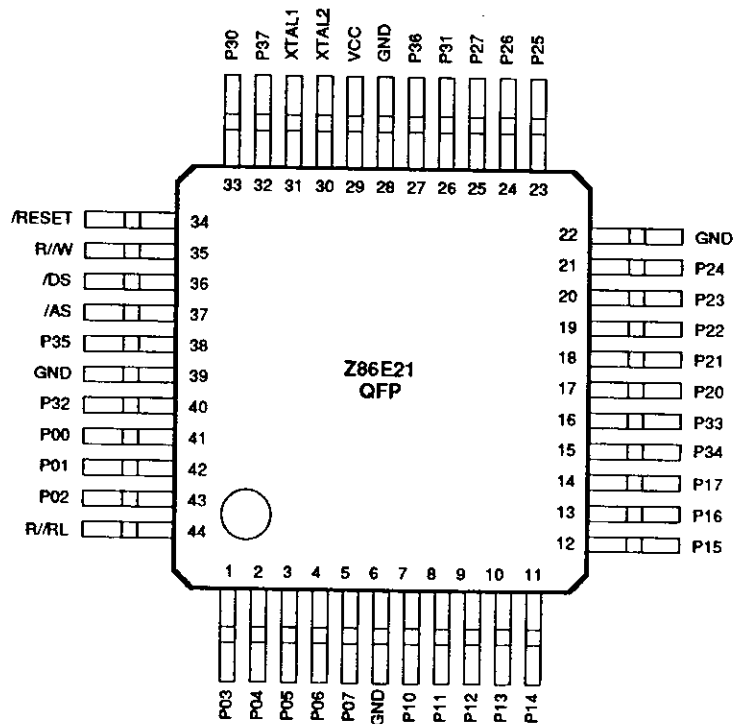 P30 P37 XTAL1 XTAL2 VCC GND P36 P31 P27 P26 P25
33 32 31 30 29 28 27 26 25 24 23
/RESET 34
R//W 35
/DS 36
/AS 37
P35 38
GND 39
P32 40
P00 41
P01 42
P02 43
R//RL 44
Z86E21
QFP
22 GND
21 P24
20 P23
19 P22
18 P21
17 P20
16 P33
15 P34
14 P17
13 P16
12 P15
1 2 3 4 5 6 7 8 9 10 11
P03 P04 P05 P06 P07 GND P10 P11 P12 P13 P14